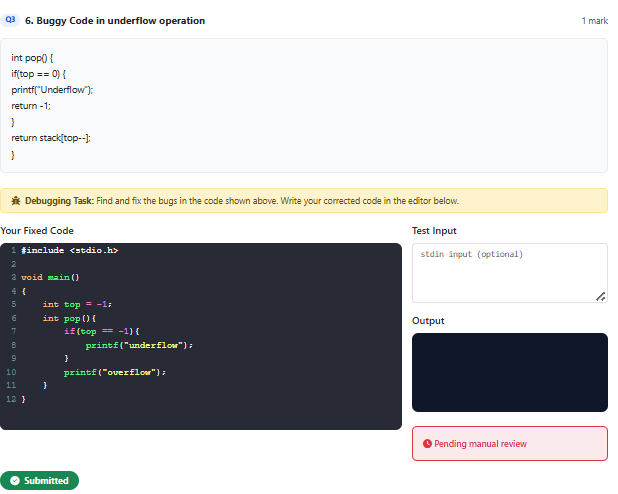 Q3 6. Buggy Code in underflow operation 1 mark
int pop() {
if(top == 0) {
printf("Underflow");
return -1;
}
return stack[top--];
}
Debugging Task: Find and fix the bugs in the code shown above. Write your corrected code in the editor below.
Your Fixed Code
1 #include <stdio.h>
2
3 void main()
4 {
5 int top = -1;
6 int pop(){
7 if(top == -1){
8 printf("underflow");
9 }
10 printf("overflow");
11 }
12 }
Test Input
stdin input (optional)
Output
Pending manual review
Submitted